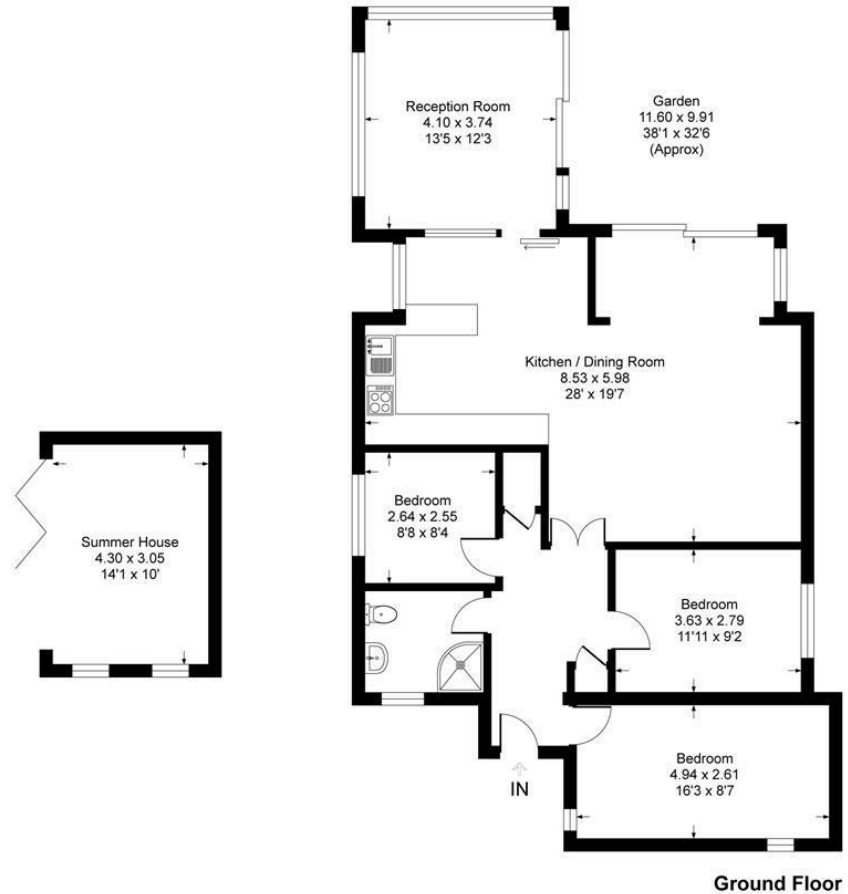 Reception Room
4.10 x 3.74
13'5 x 12'3
Garden
11.60 x 9.91
38'1 x 32'6
(Approx)
Kitchen / Dining Room
8.53 x 5.98
28' x 19'7
Bedroom
2.64 x 2.55
8'8 x 8'4
Summer House
4.30 x 3.05
14'1 x 10'
Bedroom
3.63 x 2.79
11'11 x 9'2
Bedroom
4.94 x 2.61
16'3 x 8'7
IN
Ground Floor